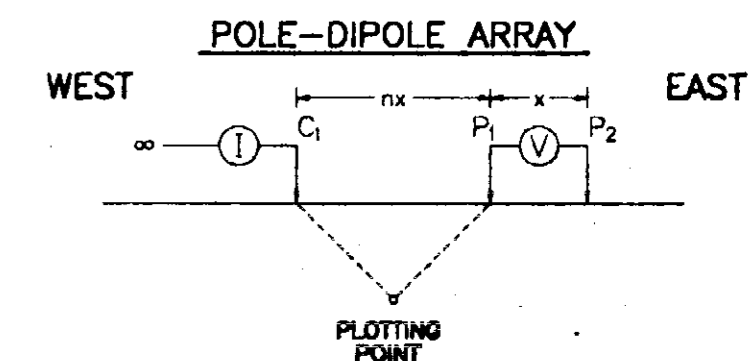 POLE-DIPOLE ARRAY
WEST
EAST
nx
x
∞
I
C₁
P₁
V
P₂
PLOTTING
POINT